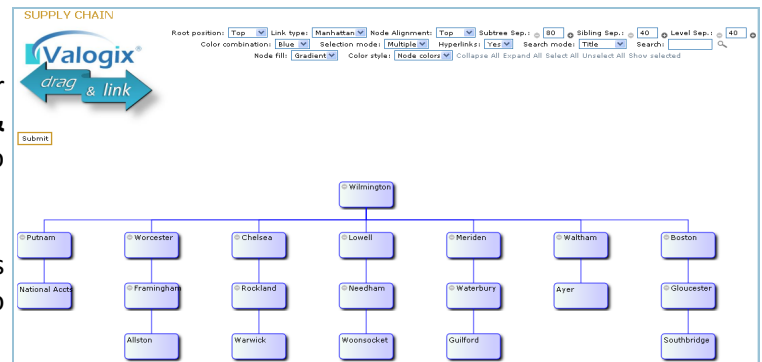 SUPPLY CHAIN
Root position: Top Link type: Manhattan Node Alignment: Top Subtree Sep.: 80 Sibling Sep.: 40 Level Sep.: 40
Color combination: Blue Selection mode: Multiple Hyperlinks: Yes Search mode: Title Search:
Node fill: Gradient Color style: Node colors Collapse All Expand All Select All Unselect All Show selected
Valogix
drag & link
Submit
Wilmington
Putnam Worcester Chelsea Lowell Meriden Waltham Boston
National Accts Framingham Rockland Needham Waterbury Ayer Gloucester
Allston Warwick Woonsocket Guilford Southbridge